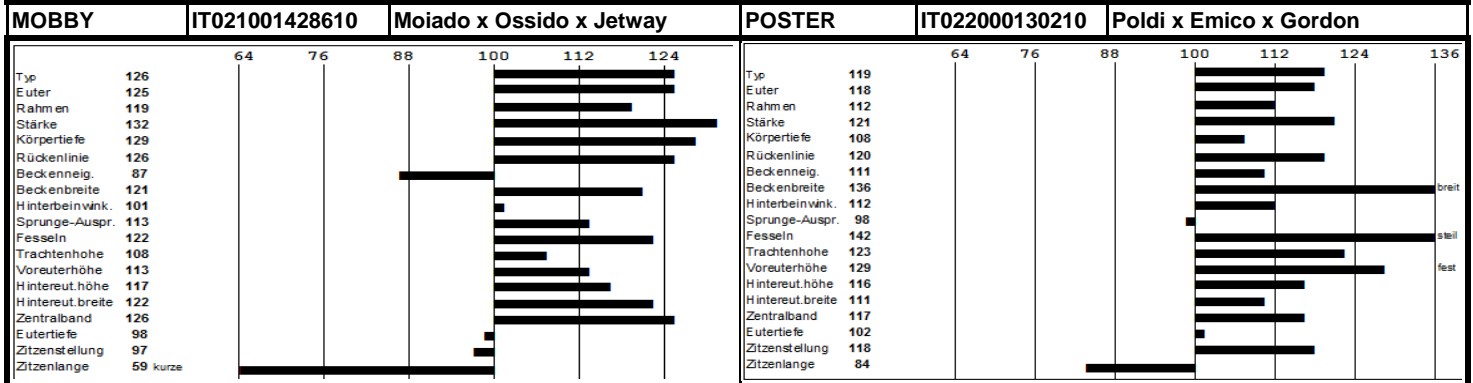 MOBBY IT021001428610 Moiado x Ossido x Jetway POSTER IT022000130210 Poldi x Emico x Gordon
64 76 88 100 112 124
Typ 126
Euter 125
Rahmen 119
Stärke 132
Körpertiefe 129
Rückenlinie 126
Beckenneig. 87
Beckenbreite 121
Hinterbeinwink. 101
Sprunge-Auspr. 113
Fesseln 122
Trachtenhohe 108
Voreuterhöhe 113
Hintereut.höhe 117
Hintereut.breite 122
Zentralband 126
Eutertiefe 98
Zitzenstellung 97
Zitzenlange 59 kurze
64 76 88 100 112 124 136
Typ 119
Euter 118
Rahmen 112
Stärke 121
Körpertiefe 108
Rückenlinie 120
Beckenneig. 111
Beckenbreite 136 breit
Hinterbeinwink. 112
Sprunge-Auspr. 98
Fesseln 142 steil
Trachtenhohe 123
Voreuterhöhe 129 fest
Hintereut.höhe 116
Hintereut.breite 111
Zentralband 117
Eutertiefe 102
Zitzenstellung 118
Zitzenlange 84